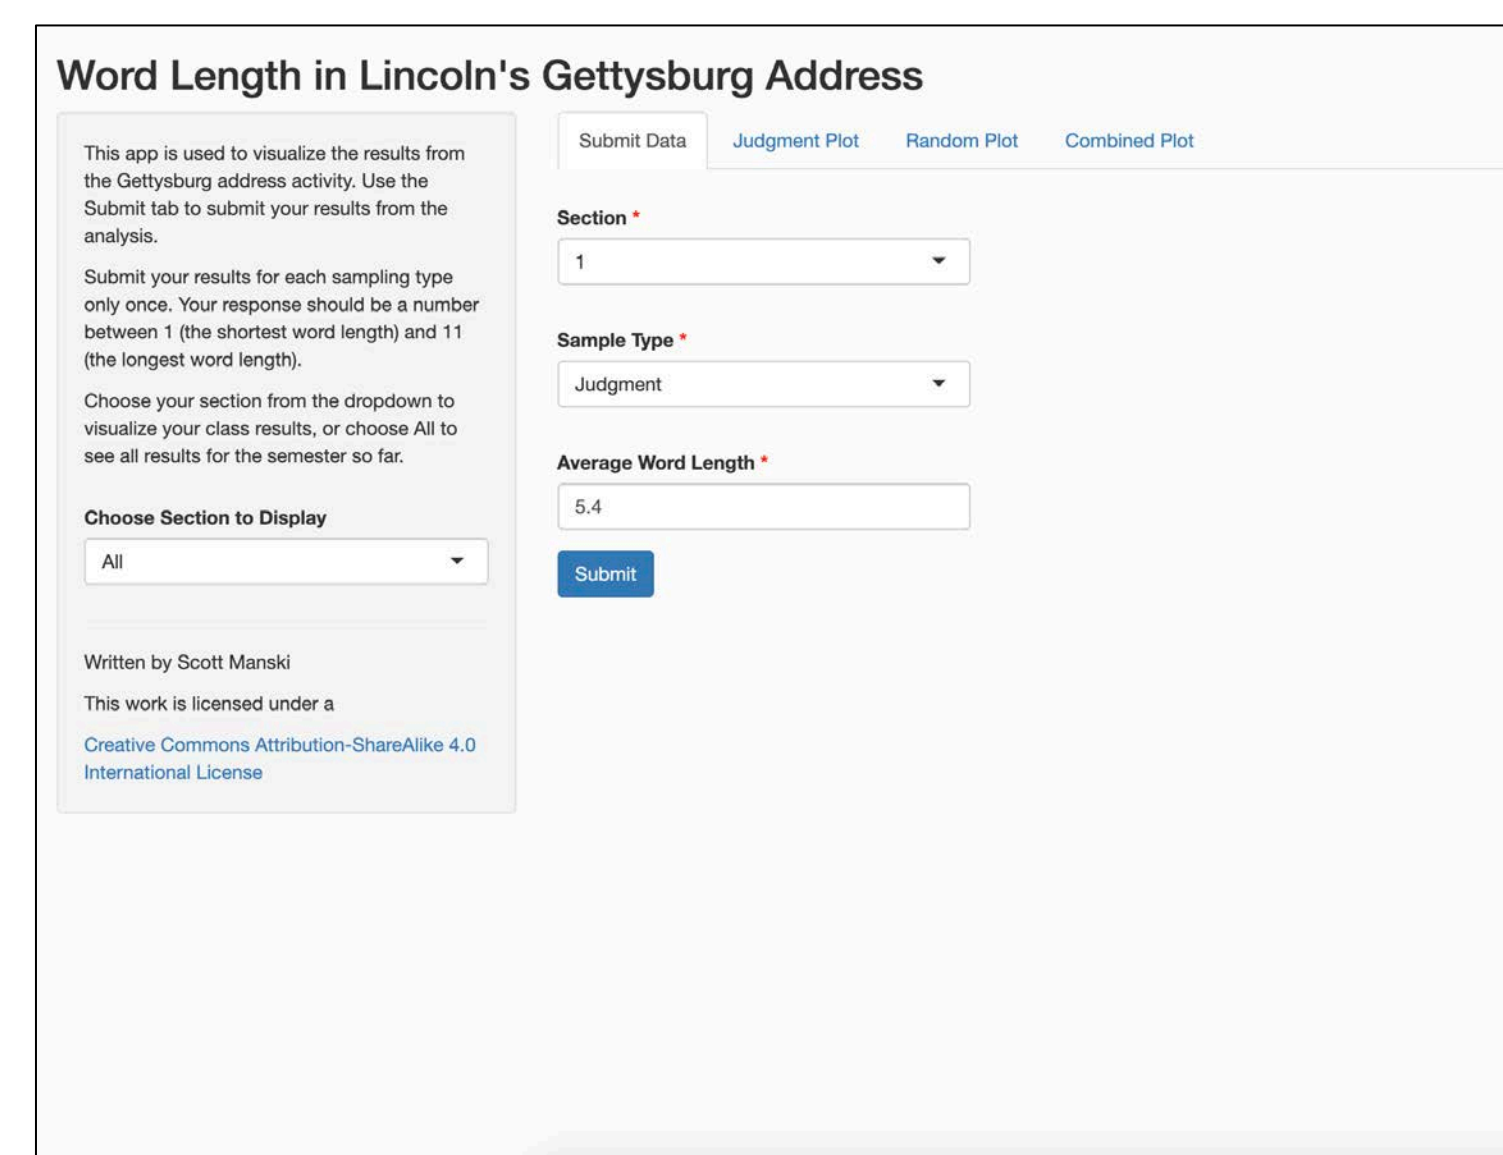 Word Length in Lincoln's Gettysburg Address
This app is used to visualize the results from
the Gettysburg address activity. Use the
Submit tab to submit your results from the
analysis.
Submit your results for each sampling type
only once. Your response should be a number
between 1 (the shortest word length) and 11
(the longest word length).
Choose your section from the dropdown to
visualize your class results, or choose All to
see all results for the semester so far.
Choose Section to Display
All
Written by Scott Manski
This work is licensed under a
Creative Commons Attribution-ShareAlike 4.0
International License
Submit Data Judgment Plot Random Plot Combined Plot
Section *
1
Sample Type *
Judgment
Average Word Length *
5.4
Submit